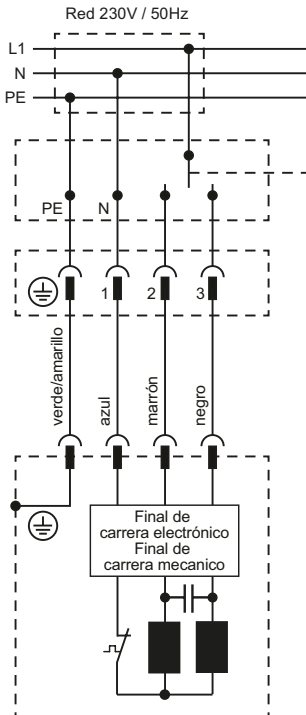 Red 230V / 50Hz
L1
N
PE
PE
N
1
2
3
verde/amarillo
azul
marrón
negro
Final de
carrera electrónico
Final de
carrera mecanico